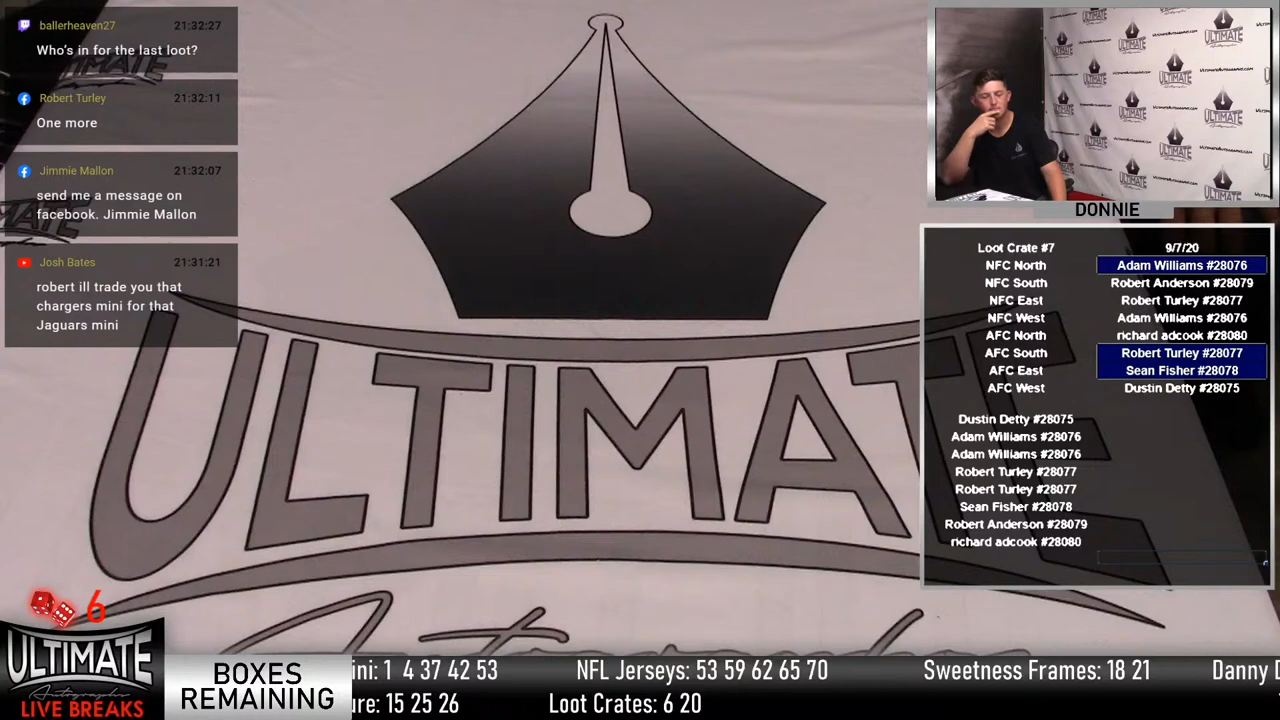 ballerheaven27 21:32:27
Who's in for the last loot?
Robert Turley 21:32:11
One more
Jimmie Mallon 21:32:07
send me a message on
facebook. Jimmie Mallon
Josh Bates 21:31:21
robert ill trade you that
chargers mini for that
Jaguars mini
ULTIMA
ULTIMATE
DONNIE
Loot Crate #7 9/7/20
NFC North Adam Williams #28076
NFC South Robert Anderson #28079
NFC East Robert Turley #28077
NFC West Adam Williams #28076
AFC North richard adcook #28080
AFC South Robert Turley #28077
AFC East Sean Fisher #28078
AFC West Dustin Detty #28075
Dustin Detty #28075
Adam Williams #28076
Adam Williams #28076
Robert Turley #28077
Robert Turley #28077
Sean Fisher #28078
Robert Anderson #28079
richard adcook #28080
6
ULTIMATE
Autographs
LIVE BREAKS
BOXES
REMAINING
ini: 1 4 37 42 53 NFL Jerseys: 53 59 62 65 70 Sweetness Frames: 18 21 Danny D
ure: 15 25 26 Loot Crates: 6 20